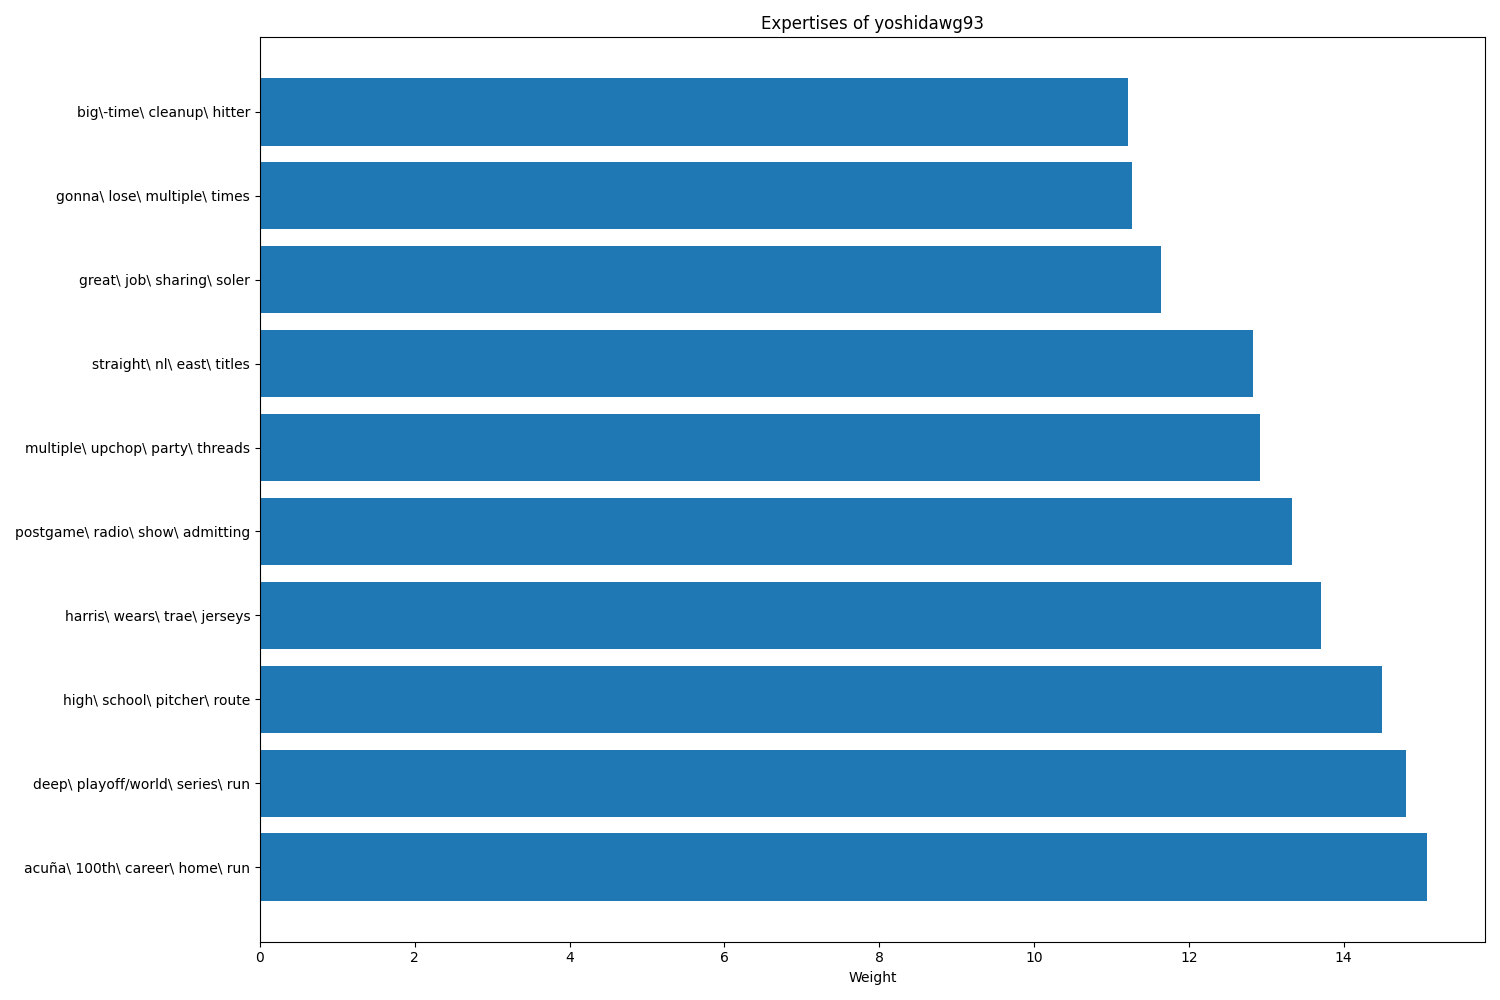 Expertises of yoshidawg93
big\-time\ cleanup\ hitter
gonna\ lose\ multiple\ times
great\ job\ sharing\ soler
straight\ nl\ east\ titles
multiple\ upchop\ party\ threads
postgame\ radio\ show\ admitting
harris\ wears\ trae\ jerseys
high\ school\ pitcher\ route
deep\ playoff/world\ series\ run
acuña\ 100th\ career\ home\ run
0 2 4 6 8 10 12 14
Weight